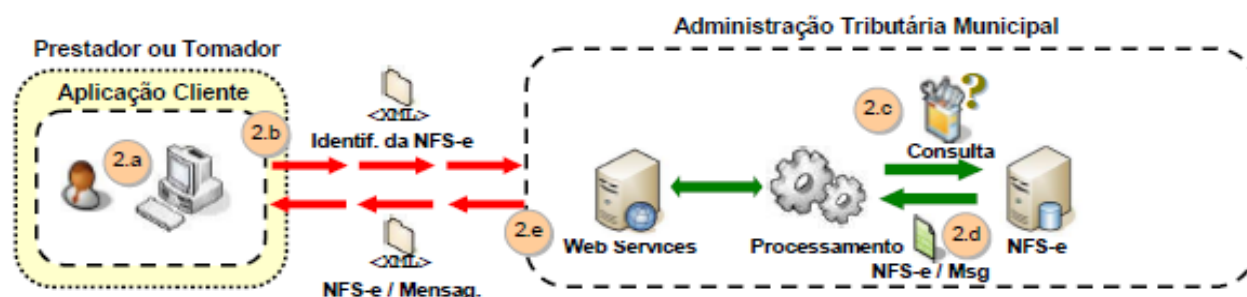 Administração Tributária Municipal
Prestador ou Tomador
Aplicação Cliente
2.a
2.b
<XML>
Identif. da NFS-e
2.c
?
Consulta
2.e
Web Services
Processamento
2.d
NFS-e
NFS-e / Msg
<XML>
NFS-e / Mensag.